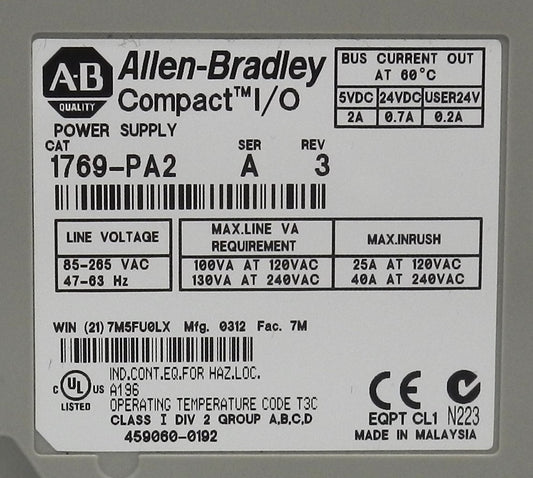 A-B
QUALITY
Allen-Bradley
Compact™ I/O
POWER SUPPLY
BUS CURRENT OUT
AT 60°C
5VDC 24VDC USER24V
2A 0.7A 0.2A
CAT SER REV
1769-PA2 A 3
LINE VOLTAGE
85-265 VAC
47-63 Hz
MAX.LINE VA
REQUIREMENT
100VA AT 120VAC
130VA AT 240VAC
MAX.INRUSH
25A AT 120VAC
40A AT 240VAC
WIN (21) 7M5FU0LX Mfg. 0312 Fac. 7M
C UL US
LISTED
IND.CONT.EQ.FOR HAZ.LOC.
A196
OPERATING TEMPERATURE CODE T3C
CLASS I DIV 2 GROUP A,B,C,D
459060-0192
CE
EQPT CL1 N223
MADE IN MALAYSIA